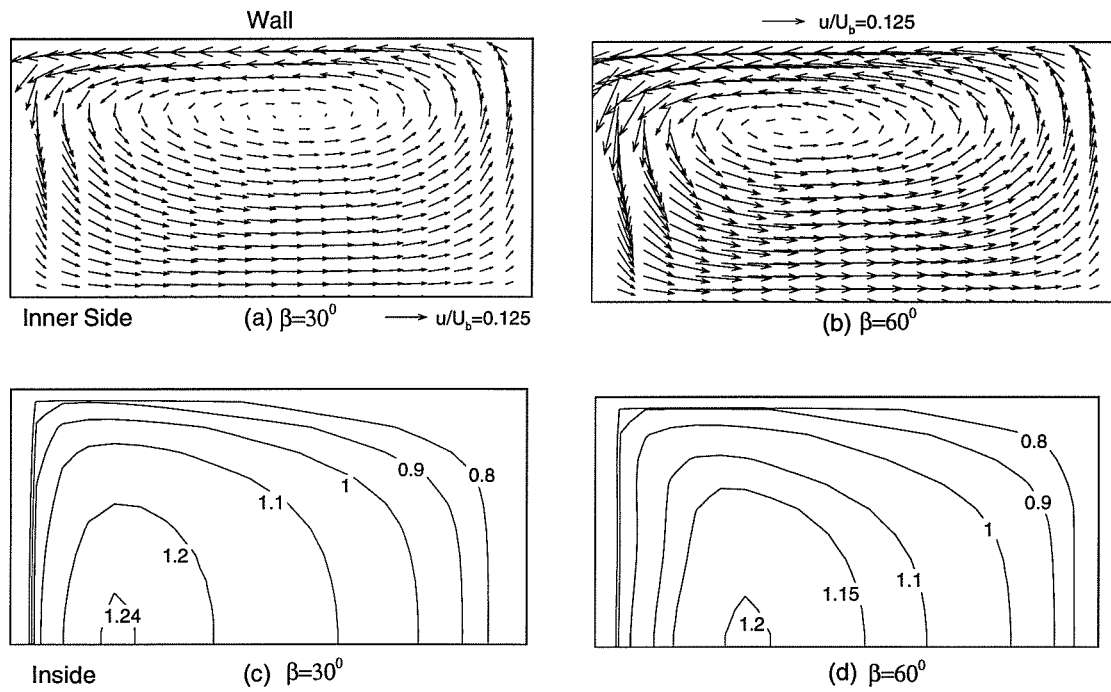 Wall
u/U_b=0.125
Inner Side
(a) β=30⁰
u/U_b=0.125
(b) β=60⁰
0.8
0.9
1
1.1
1.2
1.24
0.8
0.9
1
1.1
1.15
1.2
Inside
(c) β=30⁰
(d) β=60⁰